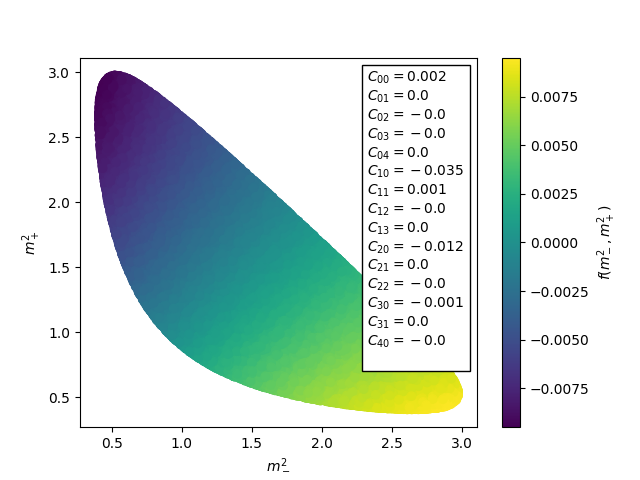 3.0
2.5
2.0
1.5
1.0
0.5
m²₊
0.5
1.0
1.5
2.0
2.5
3.0
m²₋
C₀₀ = 0.002
C₀₁ = 0.0
C₀₂ = −0.0
C₀₃ = −0.0
C₀₄ = 0.0
C₁₀ = −0.035
C₁₁ = 0.001
C₁₂ = −0.0
C₁₃ = 0.0
C₂₀ = −0.012
C₂₁ = 0.0
C₂₂ = −0.0
C₃₀ = −0.001
C₃₁ = 0.0
C₄₀ = −0.0
0.0075
0.0050
0.0025
0.0000
−0.0025
−0.0050
−0.0075
f(m²₋, m²₊)